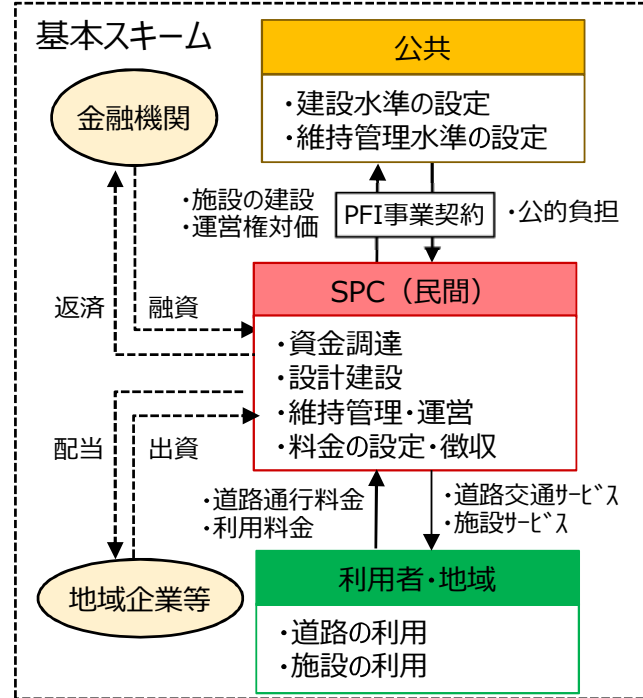 基本スキーム
公共
・建設水準の設定
・維持管理水準の設定
金融機関
・施設の建設
・運営権対価
PFI事業契約
・公的負担
返済
融資
SPC（民間）
・資金調達
・設計建設
・維持管理・運営
・料金の設定・徴収
配当
出資
・道路通行料金
・利用料金
・道路交通ｻｰﾋﾞｽ
・施設ｻｰﾋﾞｽ
地域企業等
利用者・地域
・道路の利用
・施設の利用